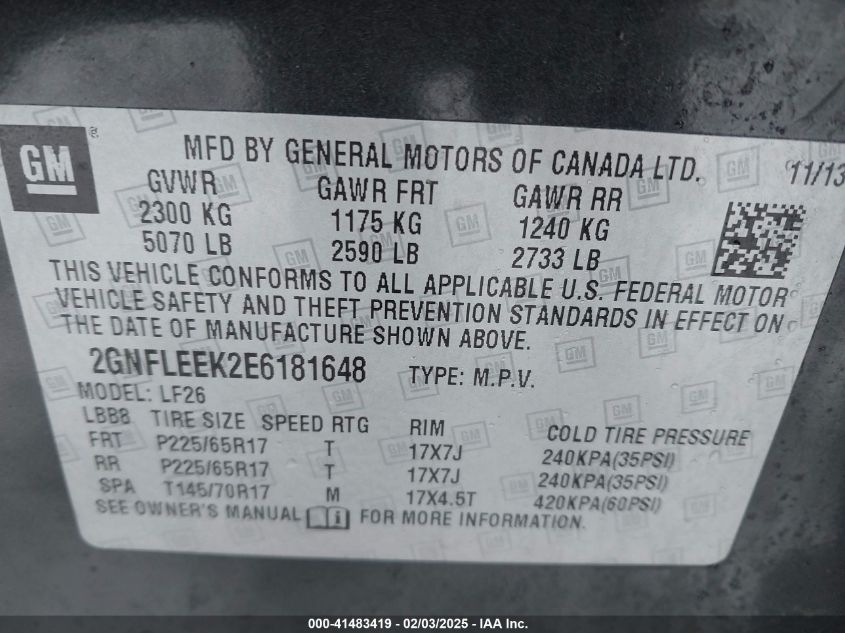 GM
MFD BY GENERAL MOTORS OF CANADA LTD. 11/13
GVWR GAWR FRT GAWR RR
2300 KG 1175 KG 1240 KG
5070 LB 2590 LB 2733 LB
THIS VEHICLE CONFORMS TO ALL APPLICABLE U.S. FEDERAL MOTOR
VEHICLE SAFETY AND THEFT PREVENTION STANDARDS IN EFFECT ON
THE DATE OF MANUFACTURE SHOWN ABOVE.
2GNFLEEK2E6181648 TYPE: M.P.V.
MODEL: LF26
LBB8 TIRE SIZE SPEED RTG RIM COLD TIRE PRESSURE
FRT P225/65R17 T 17X7J 240KPA(35PSI)
RR P225/65R17 T 17X7J 240KPA(35PSI)
SPA T145/70R17 M 17X4.5T 420KPA(60PSI)
SEE OWNER'S MANUAL FOR MORE INFORMATION.
000-41483419 - 02/03/2025 - IAA Inc.